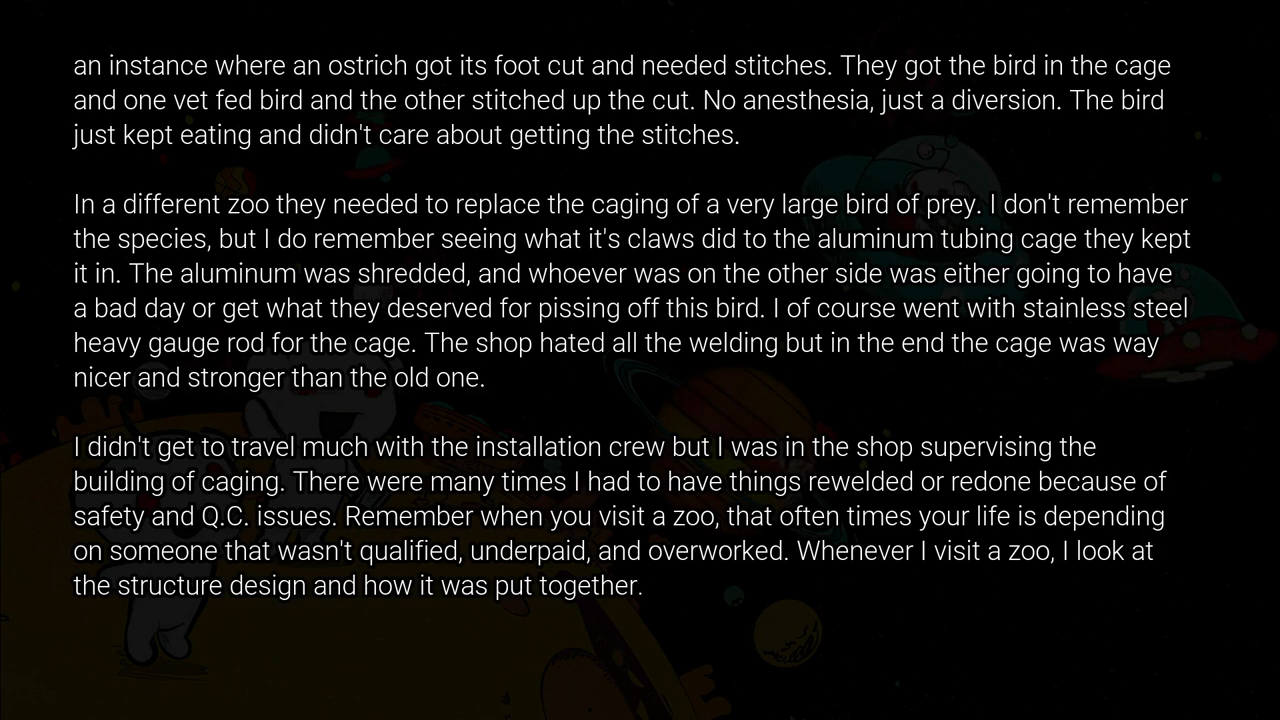 an instance where an ostrich got its foot cut and needed stitches. They got the bird in the cage
and one vet fed bird and the other stitched up the cut. No anesthesia, just a diversion. The bird
just kept eating and didn't care about getting the stitches.
In a different zoo they needed to replace the caging of a very large bird of prey. I don't remember
the species, but I do remember seeing what it's claws did to the aluminum tubing cage they kept
it in. The aluminum was shredded, and whoever was on the other side was either going to have
a bad day or get what they deserved for pissing off this bird. I of course went with stainless steel
heavy gauge rod for the cage. The shop hated all the welding but in the end the cage was way
nicer and stronger than the old one.
I didn't get to travel much with the installation crew but I was in the shop supervising the
building of caging. There were many times I had to have things rewelded or redone because of
safety and Q.C. issues. Remember when you visit a zoo, that often times your life is depending
on someone that wasn't qualified, underpaid, and overworked. Whenever I visit a zoo, I look at
the structure design and how it was put together.